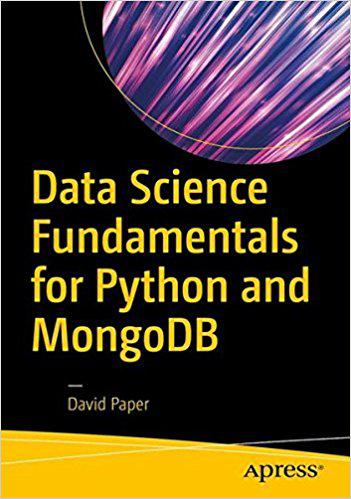 Data Science
Fundamentals
for Python and
MongoDB
—
David Paper
Apress®